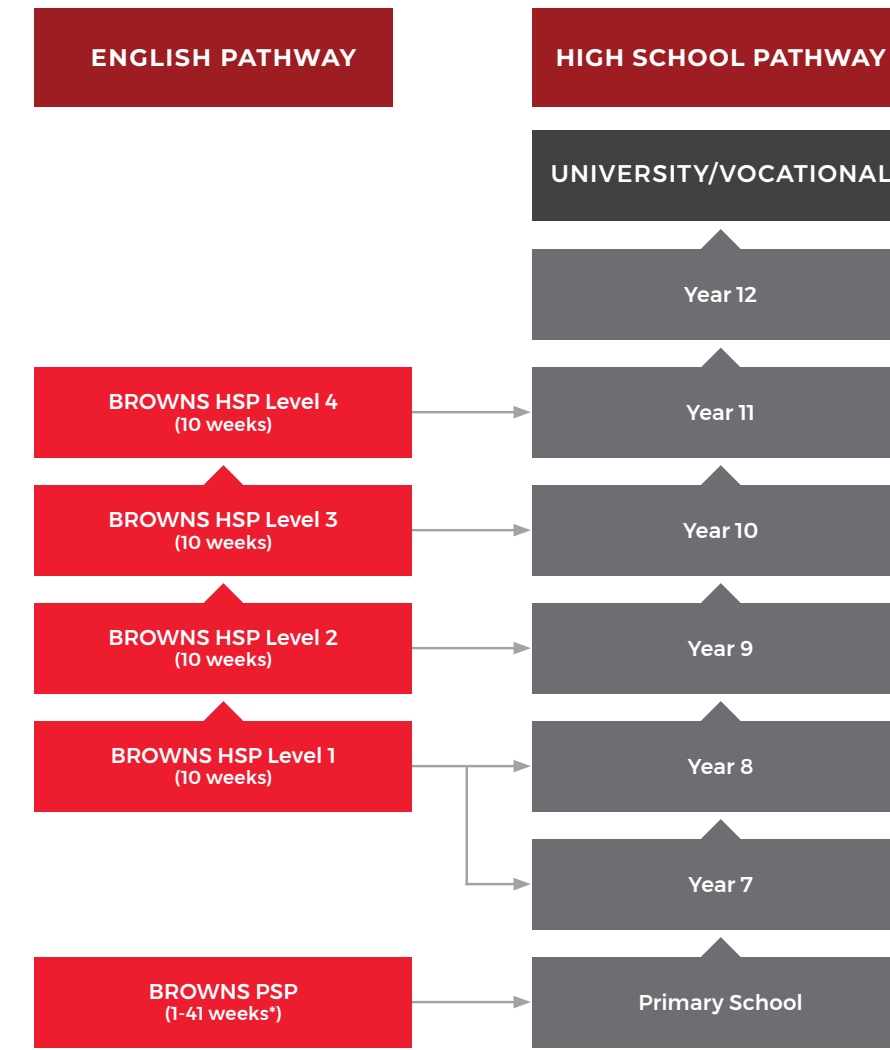 ENGLISH PATHWAY
HIGH SCHOOL PATHWAY
UNIVERSITY/VOCATIONAL
Year 12
BROWNS HSP Level 4
(10 weeks)
Year 11
BROWNS HSP Level 3
(10 weeks)
Year 10
BROWNS HSP Level 2
(10 weeks)
Year 9
BROWNS HSP Level 1
(10 weeks)
Year 8
Year 7
BROWNS PSP
(1-41 weeks*)
Primary School